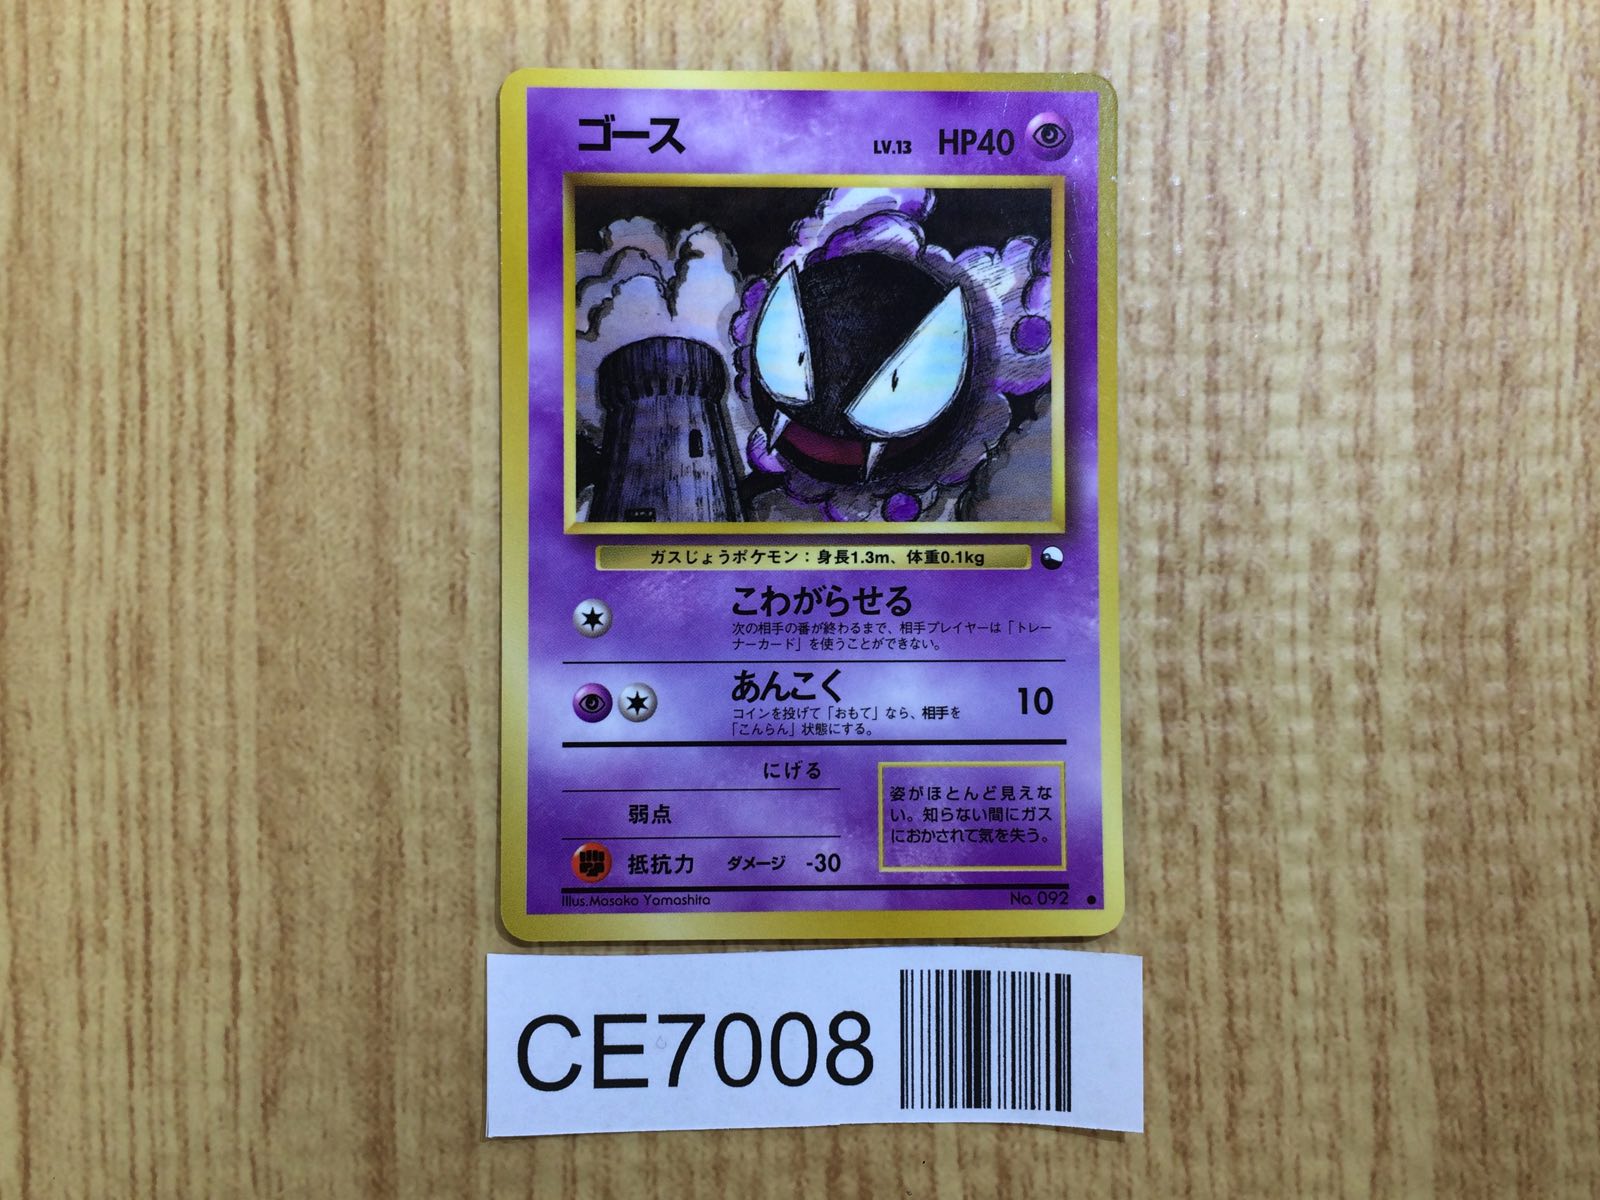 ゴース
LV.13 HP40
ガスじょうポケモン：身長1.3m、体重0.1kg
こわがらせる
次の相手の番が終わるまで、相手プレイヤーは「トレー
ナーカード」を使うことができない。
あんこく 10
コインを投げて「おもて」なら、相手を
「こんらん」状態にする。
にげる
弱点
抵抗力 ダメージ -30
姿がほとんど見えな
い。知らない間にガス
におかされて気を失う。
Illus.Masako Yamashita
No. 092
CE7008